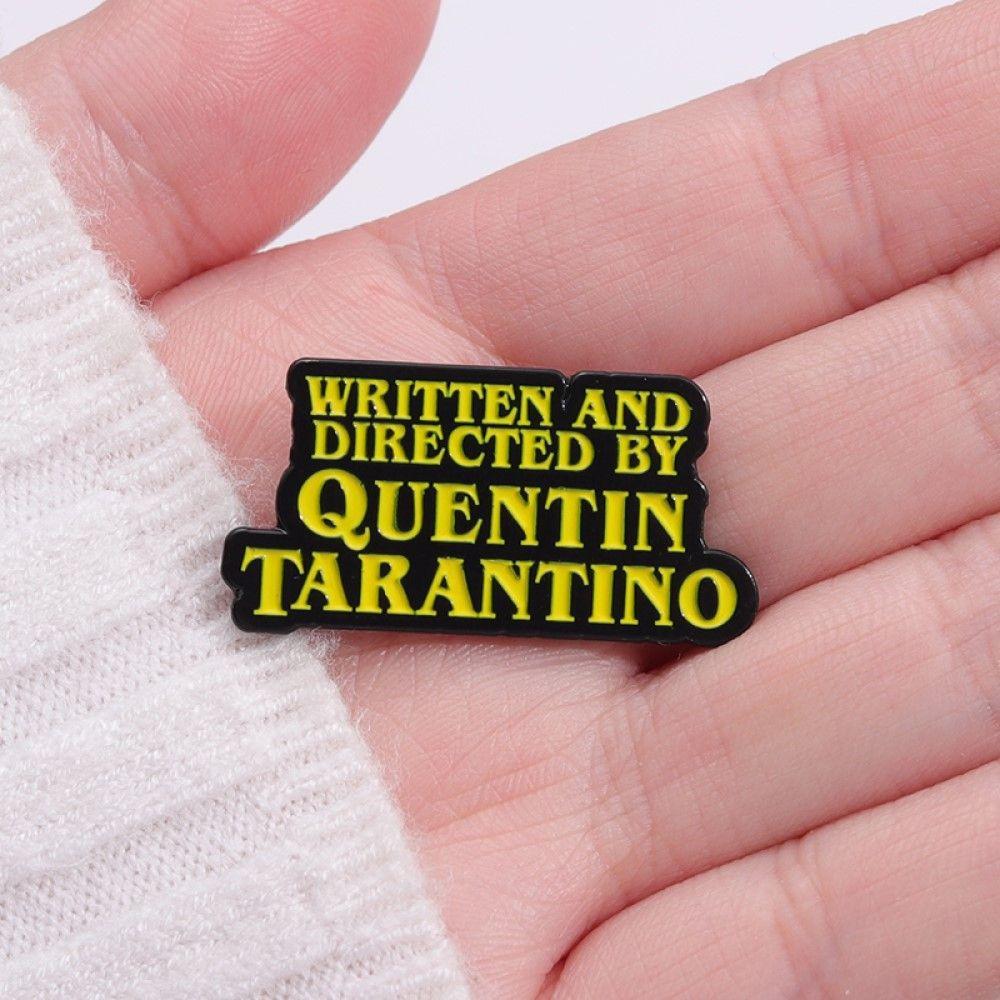 WRITTEN AND
DIRECTED BY
QUENTIN
TARANTINO